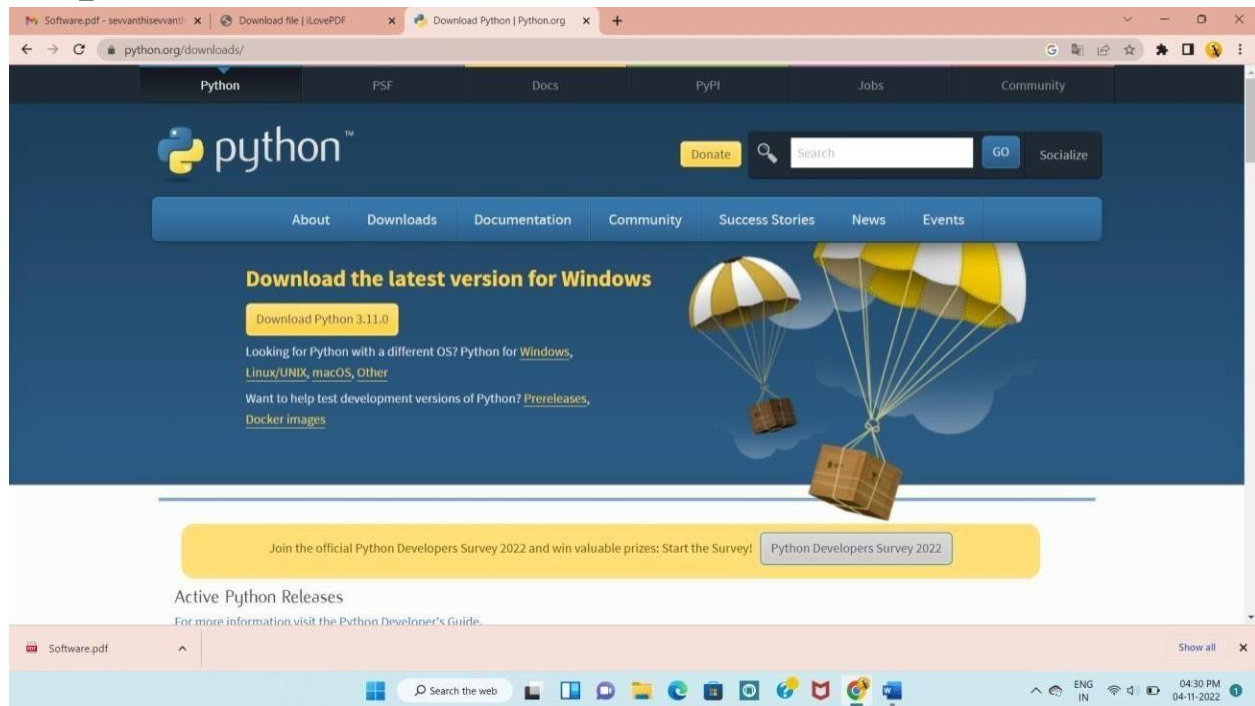 Software.pdf - sevvanthisevvanth
Download file | iLovePDF
Download Python | Python.org
python.org/downloads/
Python
PSF
Docs
PyPI
Jobs
Community
python™
Donate
Search
GO
Socialize
About
Downloads
Documentation
Community
Success Stories
News
Events
Download the latest version for Windows
Download Python 3.11.0
Looking for Python with a different OS? Python for Windows,
Linux/UNIX, macOS, Other
Want to help test development versions of Python? Prereleases,
Docker images
Join the official Python Developers Survey 2022 and win valuable prizes: Start the Survey!
Python Developers Survey 2022
Active Python Releases
For more information visit the Python Developer's Guide.
Software.pdf
Show all
Search the web
ENG
IN
04:30 PM
04-11-2022
1